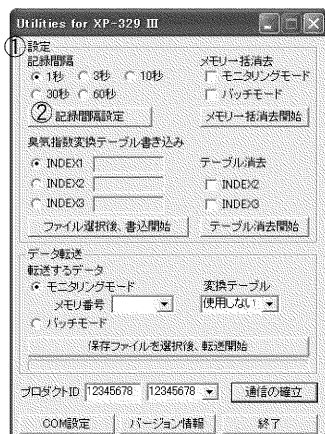 Utilities for XP-329 III
①設定
記録間隔
1秒 3秒 10秒
30秒 60秒
②記録間隔設定
メモリ一括消去
モニタリングモード
バッチモード
メモリ一括消去開始
臭気指数変換テーブル書き込み
INDEX1
INDEX2
INDEX3
ファイル選択後、書込開始
テーブル消去
INDEX2
INDEX3
テーブル消去開始
データ転送
転送するデータ
モニタリングモード
メモリ番号
バッチモード
変換テーブル
使用しない
保存ファイルを選択後、転送開始
プロダクトID 12345678 12345678 通信の確立
COM設定 バージョン情報 終了